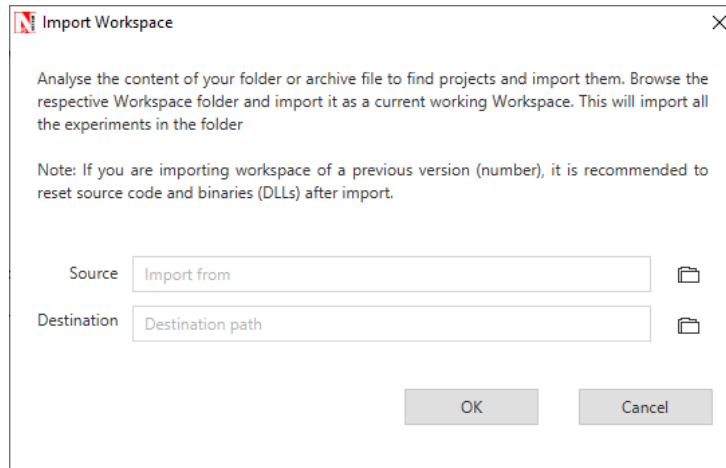 Import Workspace
Analyse the content of your folder or archive file to find projects and import them. Browse the
respective Workspace folder and import it as a current working Workspace. This will import all
the experiments in the folder
Note: If you are importing workspace of a previous version (number), it is recommended to
reset source code and binaries (DLLs) after import.
Source Import from
Destination Destination path
OK Cancel